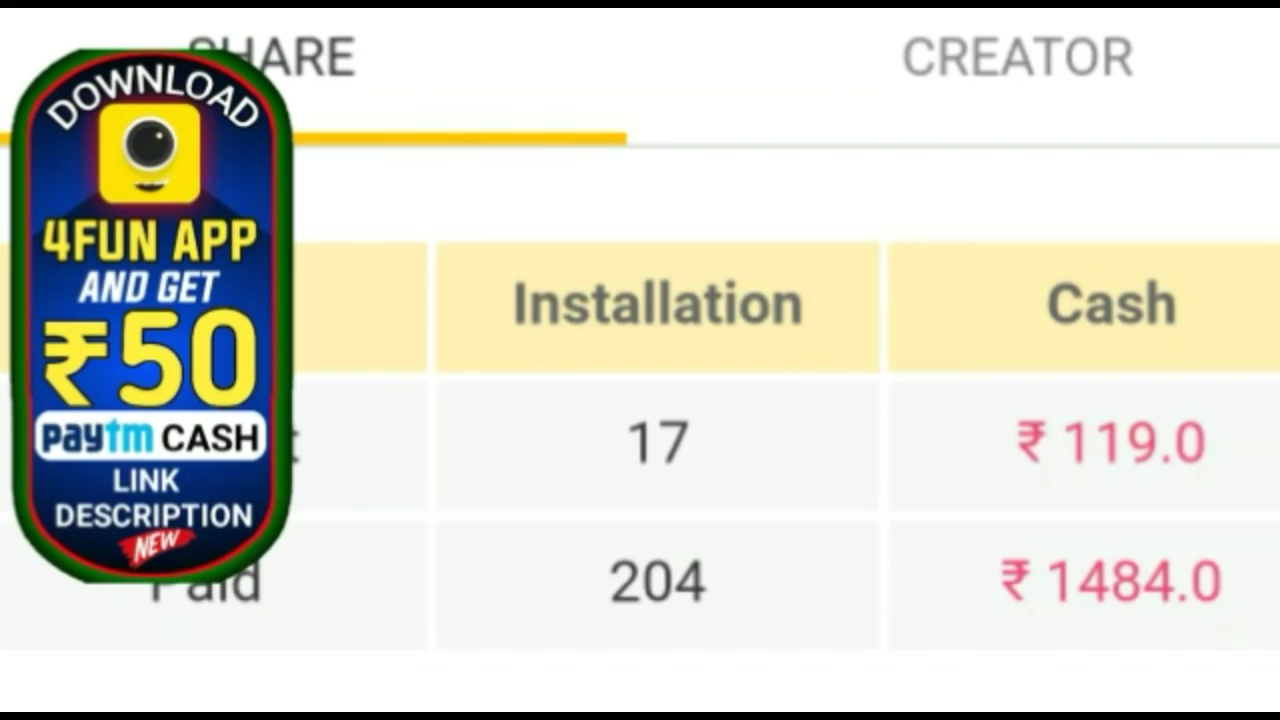 SHARE
CREATOR
DOWNLOAD
4FUN APP
AND GET
₹50
paytm CASH
LINK
DESCRIPTION
NEW
Installation
Cash
17
₹ 119.0
Paid
204
₹ 1484.0